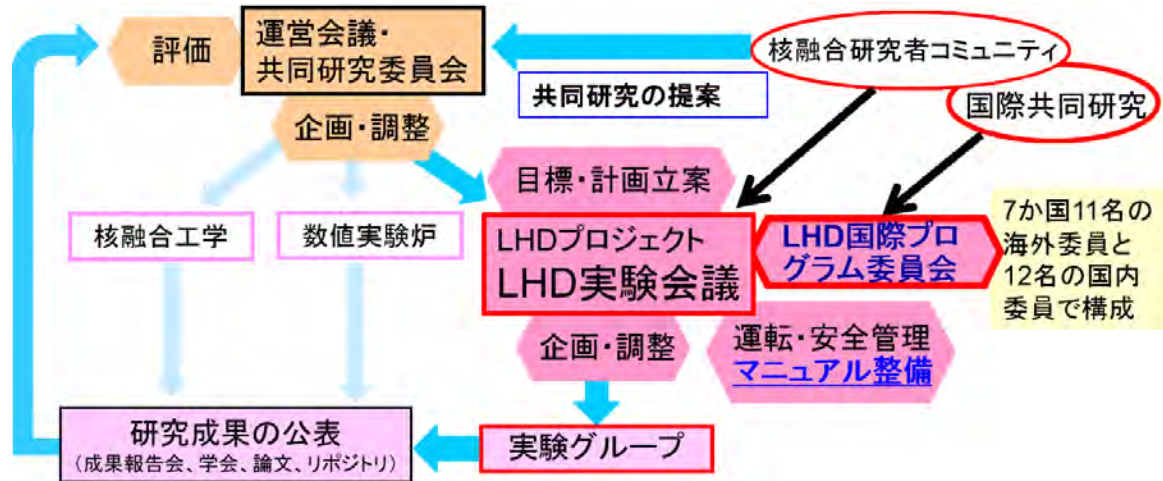 評価
運営会議・
共同研究委員会
核融合研究者コミュニティ
共同研究の提案
国際共同研究
企画・調整
目標・計画立案
核融合工学
数値実験炉
LHDプロジェクト
LHD実験会議
LHD国際プロ
グラム委員会
7か国11名の
海外委員と
12名の国内
委員で構成
企画・調整
運転・安全管理
マニュアル整備
研究成果の公表
(成果報告会、学会、論文、リポジトリ)
実験グループ